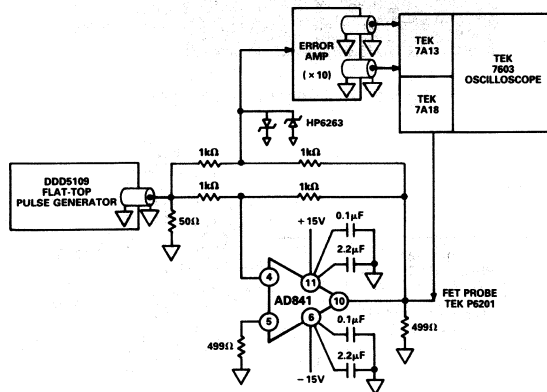 ERROR
AMP
(×10)
TEK
7A13
TEK
7603
OSCILLOSCOPE
TEK
7A18
HP6263
1kΩ
1kΩ
1kΩ
1kΩ
DDD5109
FLAT-TOP
PULSE GENERATOR
50Ω
+15V
0.1μF
2.2μF
4
11
AD841
10
5
6
499Ω
0.1μF
2.2μF
−15V
499Ω
FET PROBE
TEK P6201